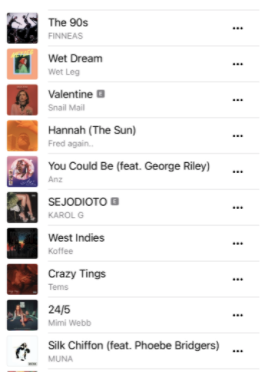 The 90s
FINNEAS
Wet Dream
Wet Leg
Valentine E
Snail Mail
Hannah (The Sun)
Fred again..
You Could Be (feat. George Riley)
Anz
SEJODIOTO E
KAROL G
West Indies
Koffee
Crazy Tings
Tems
24/5
Mimi Webb
Silk Chiffon (feat. Phoebe Bridgers)
MUNA